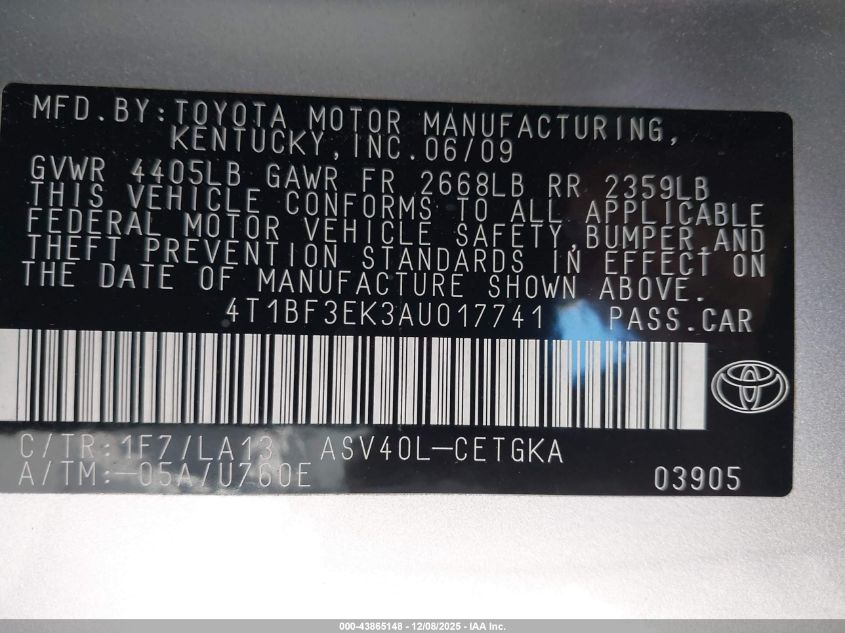 MFD.BY:TOYOTA MOTOR MANUFACTURING,
KENTUCKY,INC.06/09
GVWR 4405LB GAWR FR 2668LB RR 2359LB
THIS VEHICLE CONFORMS TO ALL APPLICABLE
FEDERAL MOTOR VEHICLE SAFETY,BUMPER,AND
THEFT PREVENTION STANDARDS IN EFFECT ON
THE DATE OF MANUFACTURE SHOWN ABOVE.
4T1BF3EK3AU017741 PASS.CAR
C/TR:1F7/LA13 ASV40L-CETGKA
A/TM:-05A/U760E
03905
000-43865148 - 12/08/2025 - IAA Inc.